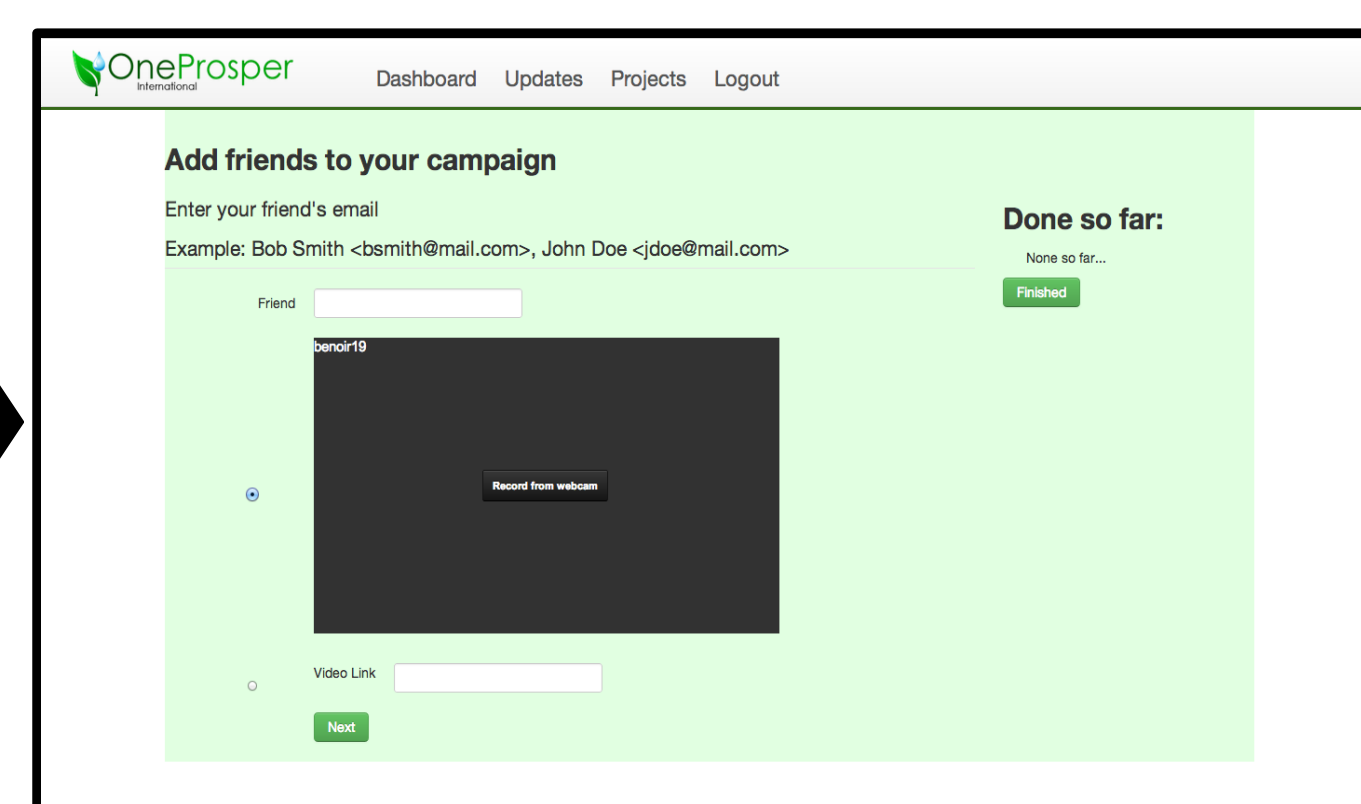 OneProsper
International
Dashboard Updates Projects Logout
Add friends to your campaign
Enter your friend's email
Example: Bob Smith <bsmith@mail.com>, John Doe <jdoe@mail.com>
Done so far:
None so far...
Finished
Friend
benoir19
Record from webcam
Video Link
Next